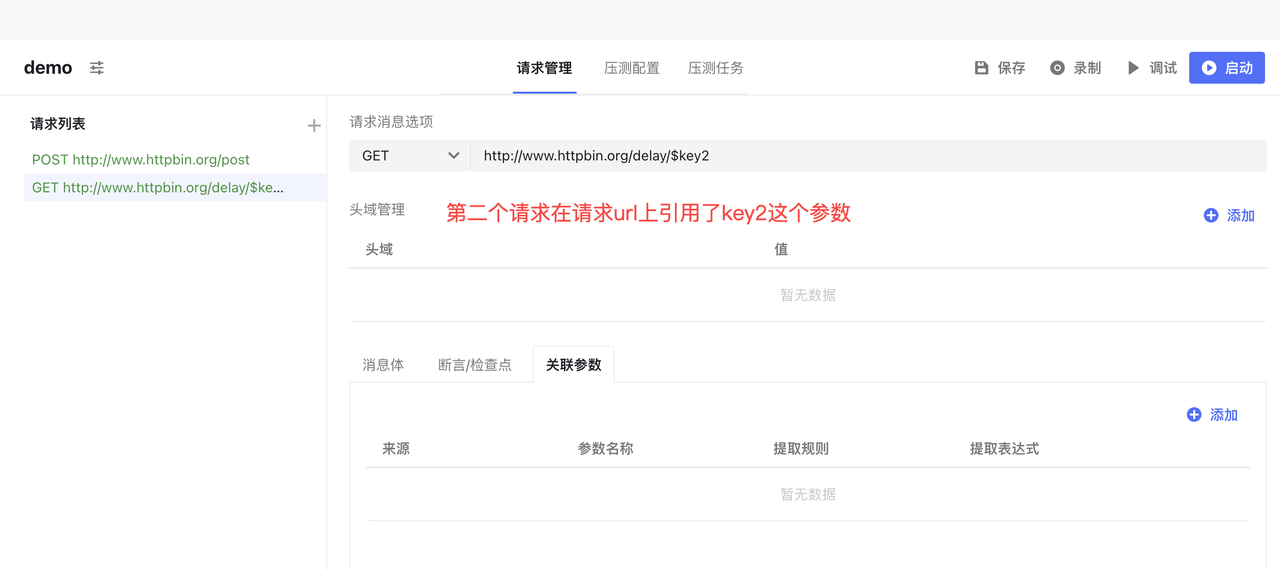 demo
请求管理 压测配置 压测任务
保存 录制 调试 启动
请求列表
POST http://www.httpbin.org/post
GET http://www.httpbin.org/delay/$ke...
请求消息选项
GET http://www.httpbin.org/delay/$key2
头域管理 第二个请求在请求url上引用了key2这个参数 添加
头域 值
暂无数据
消息体 断言/检查点 关联参数
添加
来源 参数名称 提取规则 提取表达式
暂无数据